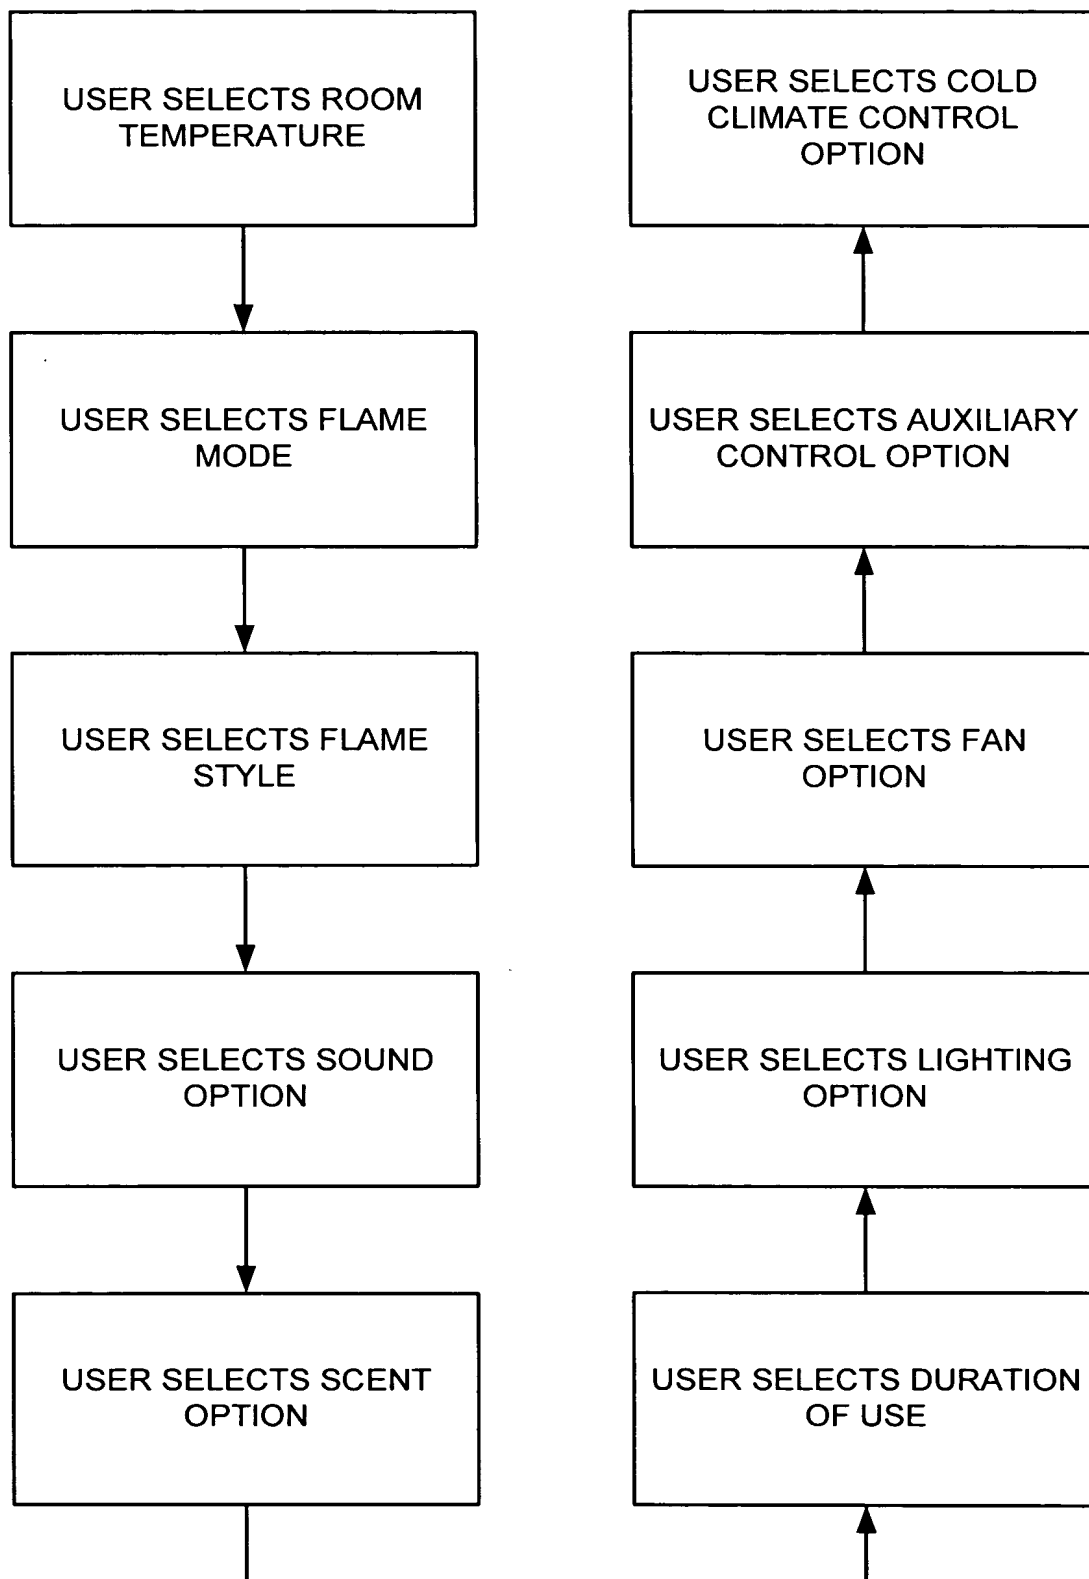 USER SELECTS ROOM
TEMPERATURE
USER SELECTS FLAME
MODE
USER SELECTS FLAME
STYLE
USER SELECTS SOUND
OPTION
USER SELECTS SCENT
OPTION
USER SELECTS DURATION
OF USE
USER SELECTS LIGHTING
OPTION
USER SELECTS FAN
OPTION
USER SELECTS AUXILIARY
CONTROL OPTION
USER SELECTS COLD
CLIMATE CONTROL
OPTION